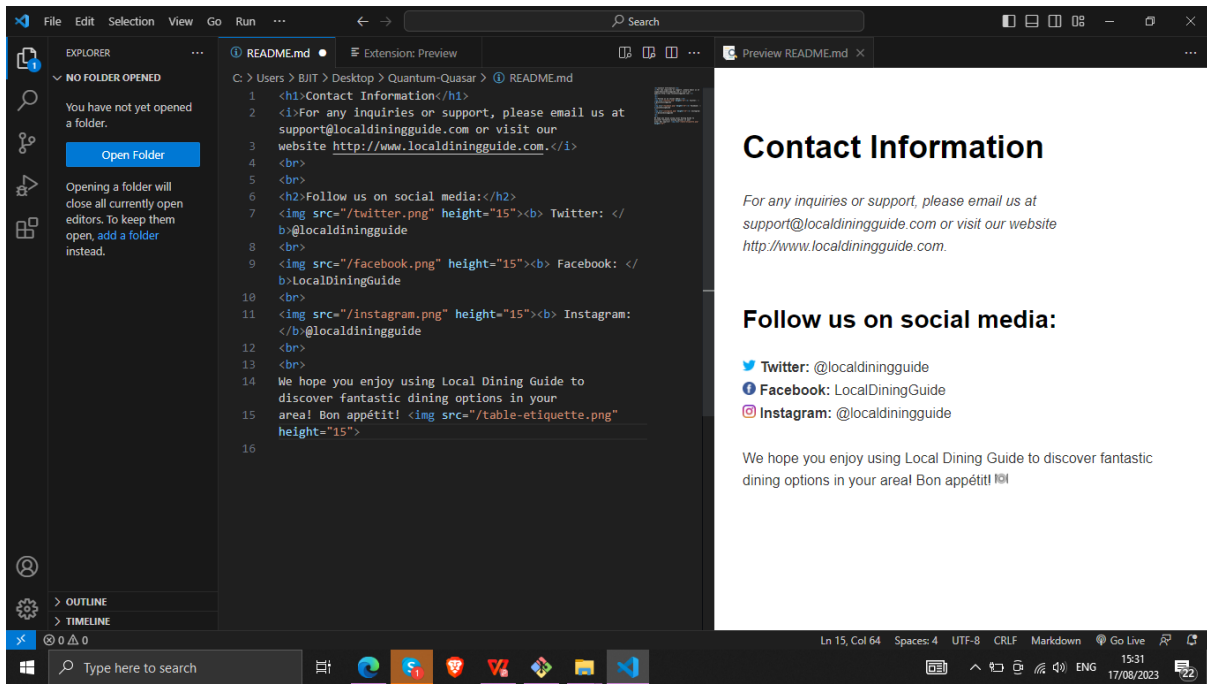 File Edit Selection View Go Run ··· Search
EXPLORER ···
NO FOLDER OPENED
You have not yet opened
a folder.
Open Folder
Opening a folder will
close all currently open
editors. To keep them
open, add a folder
instead.
OUTLINE
TIMELINE
README.md Extension: Preview ···
C: > Users > BJIT > Desktop > Quantum-Quasar > README.md
1 <h1>Contact Information</h1>
2 <i>For any inquiries or support, please email us at
support@localdiningguide.com or visit our
3 website http://www.localdiningguide.com.</i>
4 <br>
5 <br>
6 <h2>Follow us on social media:</h2>
7 <img src="/twitter.png" height="15"><b> Twitter: </
b>@localdiningguide
8 <br>
9 <img src="/facebook.png" height="15"><b> Facebook: </
b>LocalDiningGuide
10 <br>
11 <img src="/instagram.png" height="15"><b> Instagram:
</b>@localdiningguide
12 <br>
13 <br>
14 We hope you enjoy using Local Dining Guide to
discover fantastic dining options in your
15 area! Bon appétit! <img src="/table-etiquette.png"
height="15">
16
Preview README.md ···
Contact Information
For any inquiries or support, please email us at
support@localdiningguide.com or visit our website
http://www.localdiningguide.com.
Follow us on social media:
Twitter: @localdiningguide
Facebook: LocalDiningGuide
Instagram: @localdiningguide
We hope you enjoy using Local Dining Guide to discover fantastic
dining options in your area! Bon appétit!
0 0 Ln 15, Col 64 Spaces: 4 UTF-8 CRLF Markdown Go Live
Type here to search ENG
15:31
17/08/2023
22